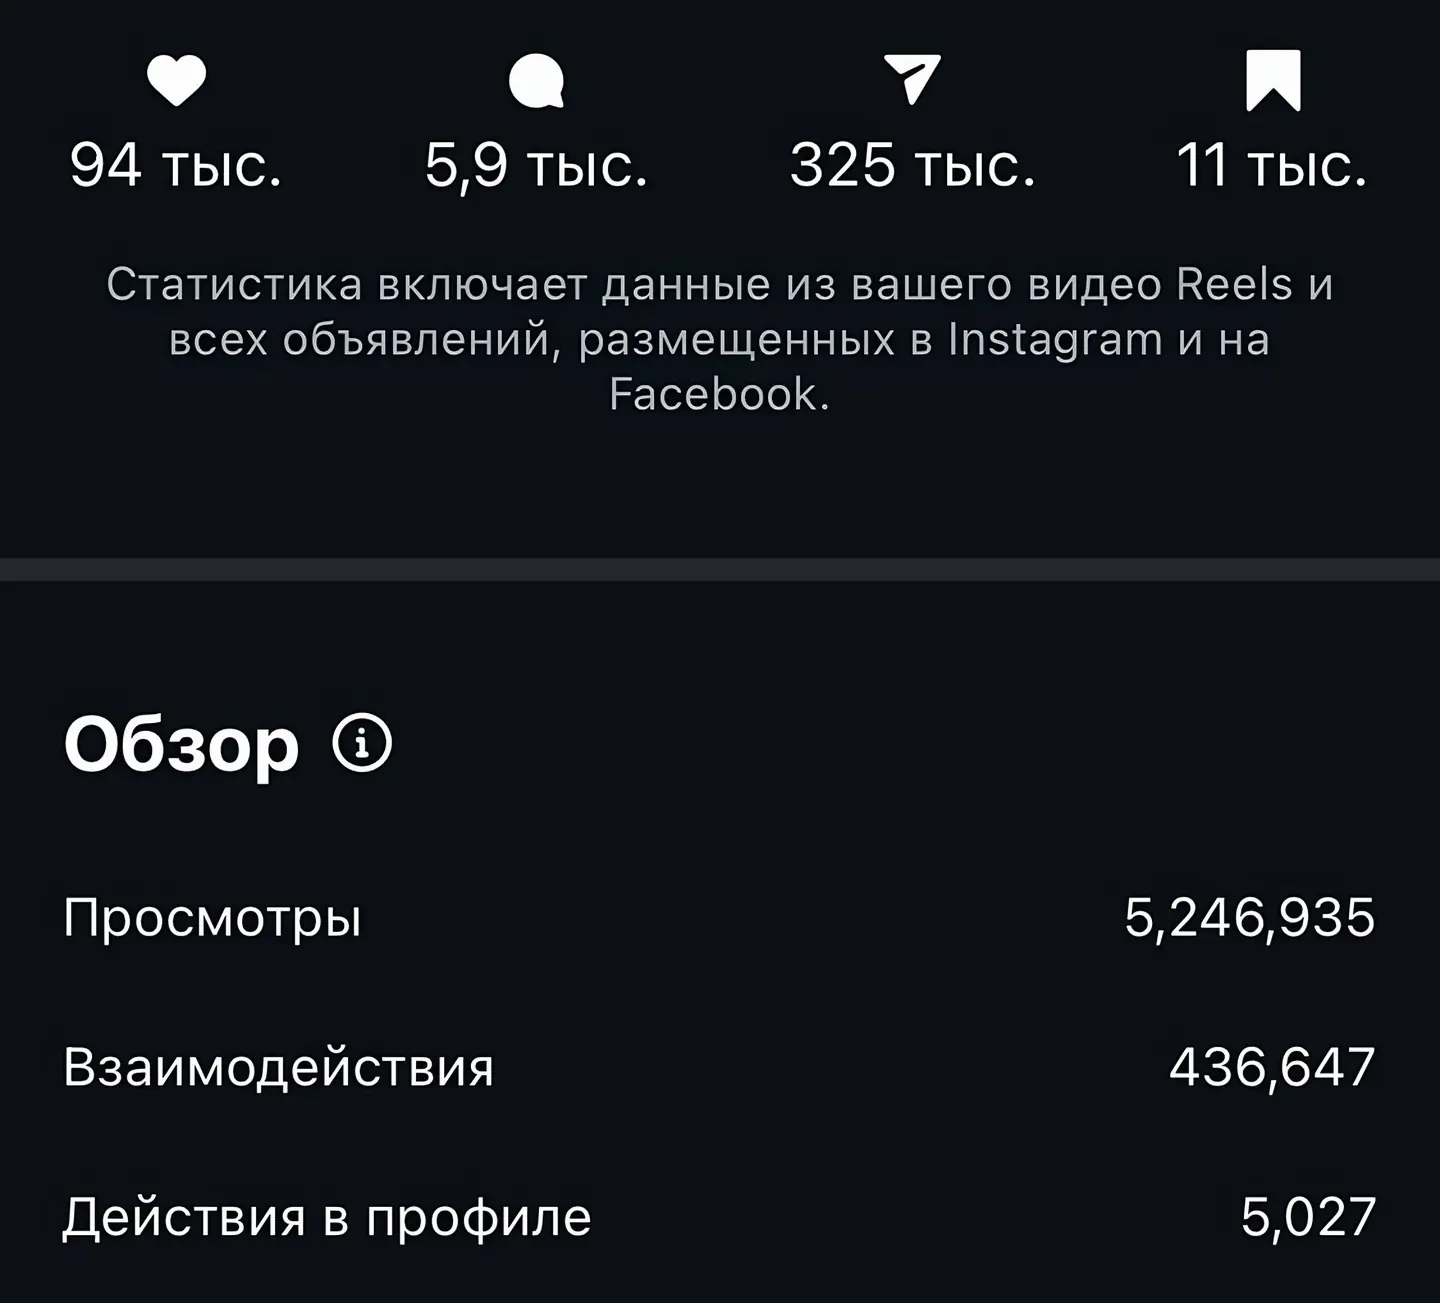 94 тыс. 5,9 тыс. 325 тыс. 11 тыс.
Статистика включает данные из вашего видео Reels и
всех объявлений, размещенных в Instagram и на
Facebook.
Обзор
Просмотры 5,246,935
Взаимодействия 436,647
Действия в профиле 5,027